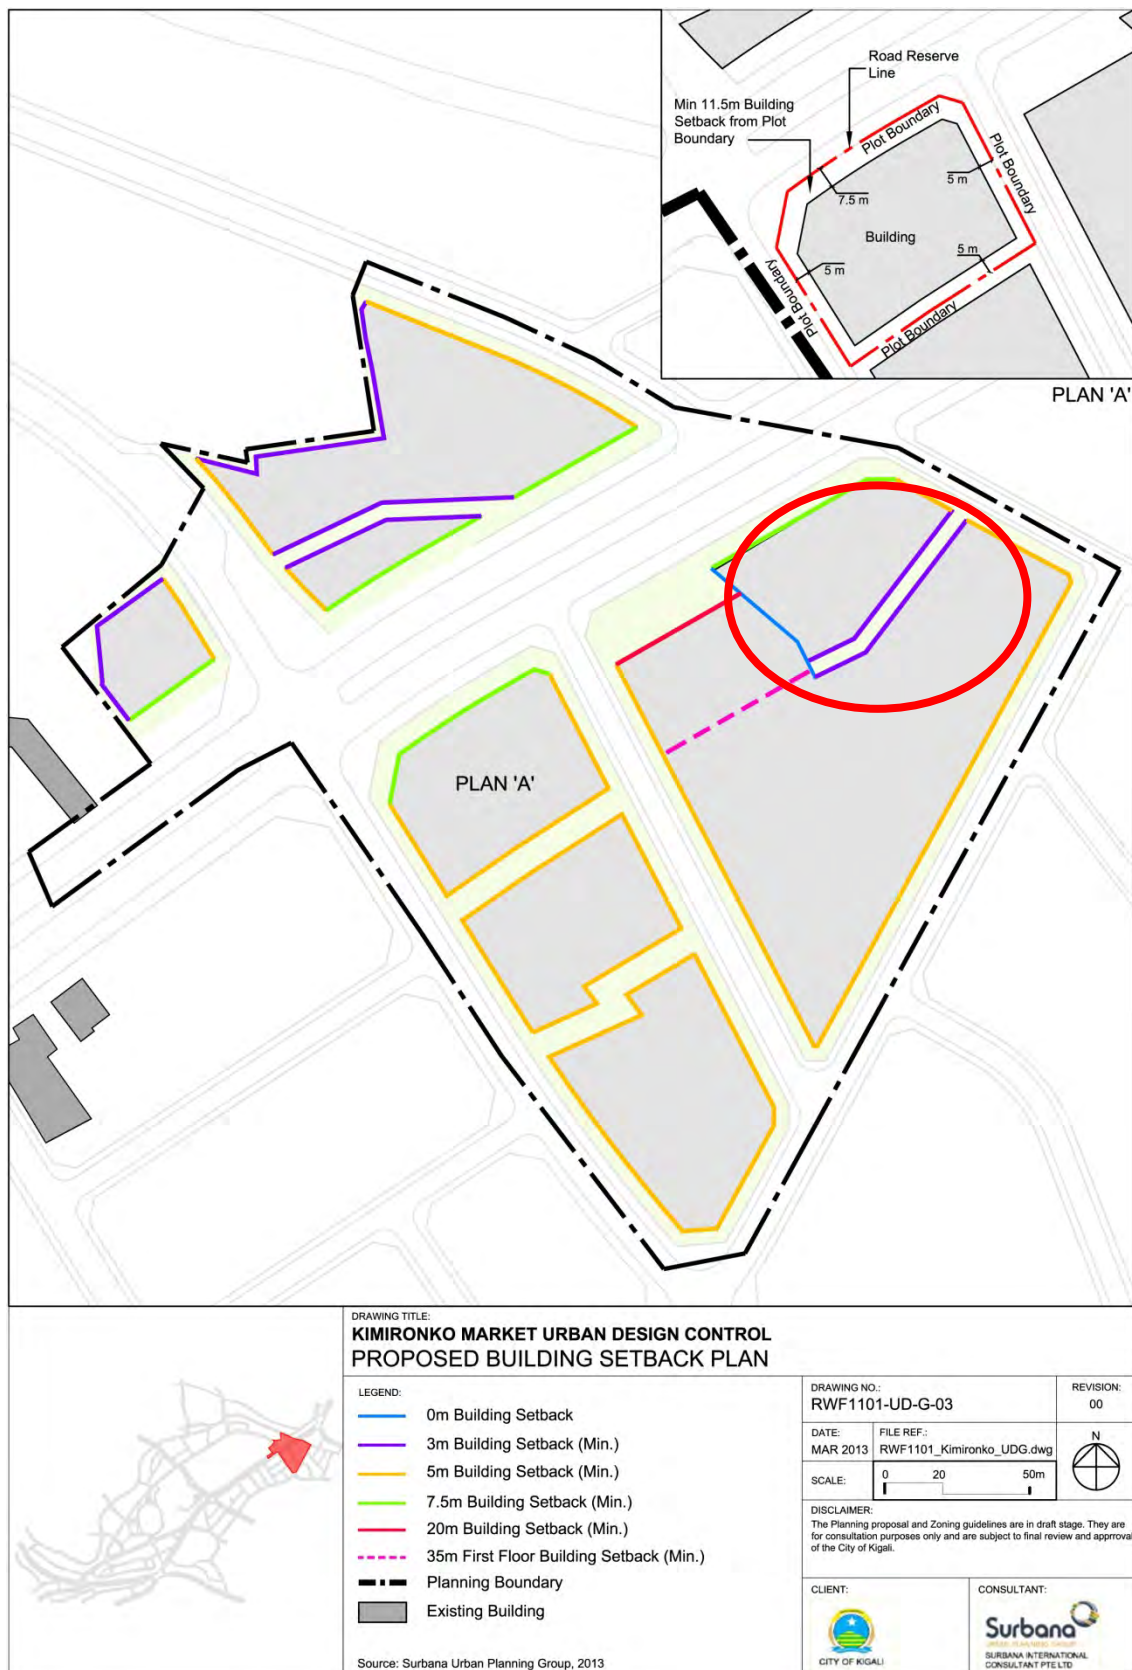 Road Reserve
Line
Min 11.5m Building
Setback from Plot
Boundary
Plot Boundary
Plot Boundary
5 m
7.5 m
Building
5 m
5 m
Plot Boundary
Plot Boundary
PLAN 'A'
PLAN 'A'
DRAWING TITLE:
KIMIRONKO MARKET URBAN DESIGN CONTROL
PROPOSED BUILDING SETBACK PLAN
LEGEND:
0m Building Setback
3m Building Setback (Min.)
5m Building Setback (Min.)
7.5m Building Setback (Min.)
20m Building Setback (Min.)
35m First Floor Building Setback (Min.)
Planning Boundary
Existing Building
Source: Surbana Urban Planning Group, 2013
DRAWING NO.:
RWF1101-UD-G-03
REVISION:
00
DATE:
MAR 2013
FILE REF.:
RWF1101_Kimironko_UDG.dwg
N
SCALE:
0 20 50m
DISCLAIMER:
The Planning proposal and Zoning guidelines are in draft stage. They are
for consultation purposes only and are subject to final review and apprroval
of the City of Kigali.
CLIENT:
CITY OF KIGALI
CONSULTANT:
Surbana
URBAN PLANNING GROUP
SURBANA INTERNATIONAL
CONSULTANT PTE LTD